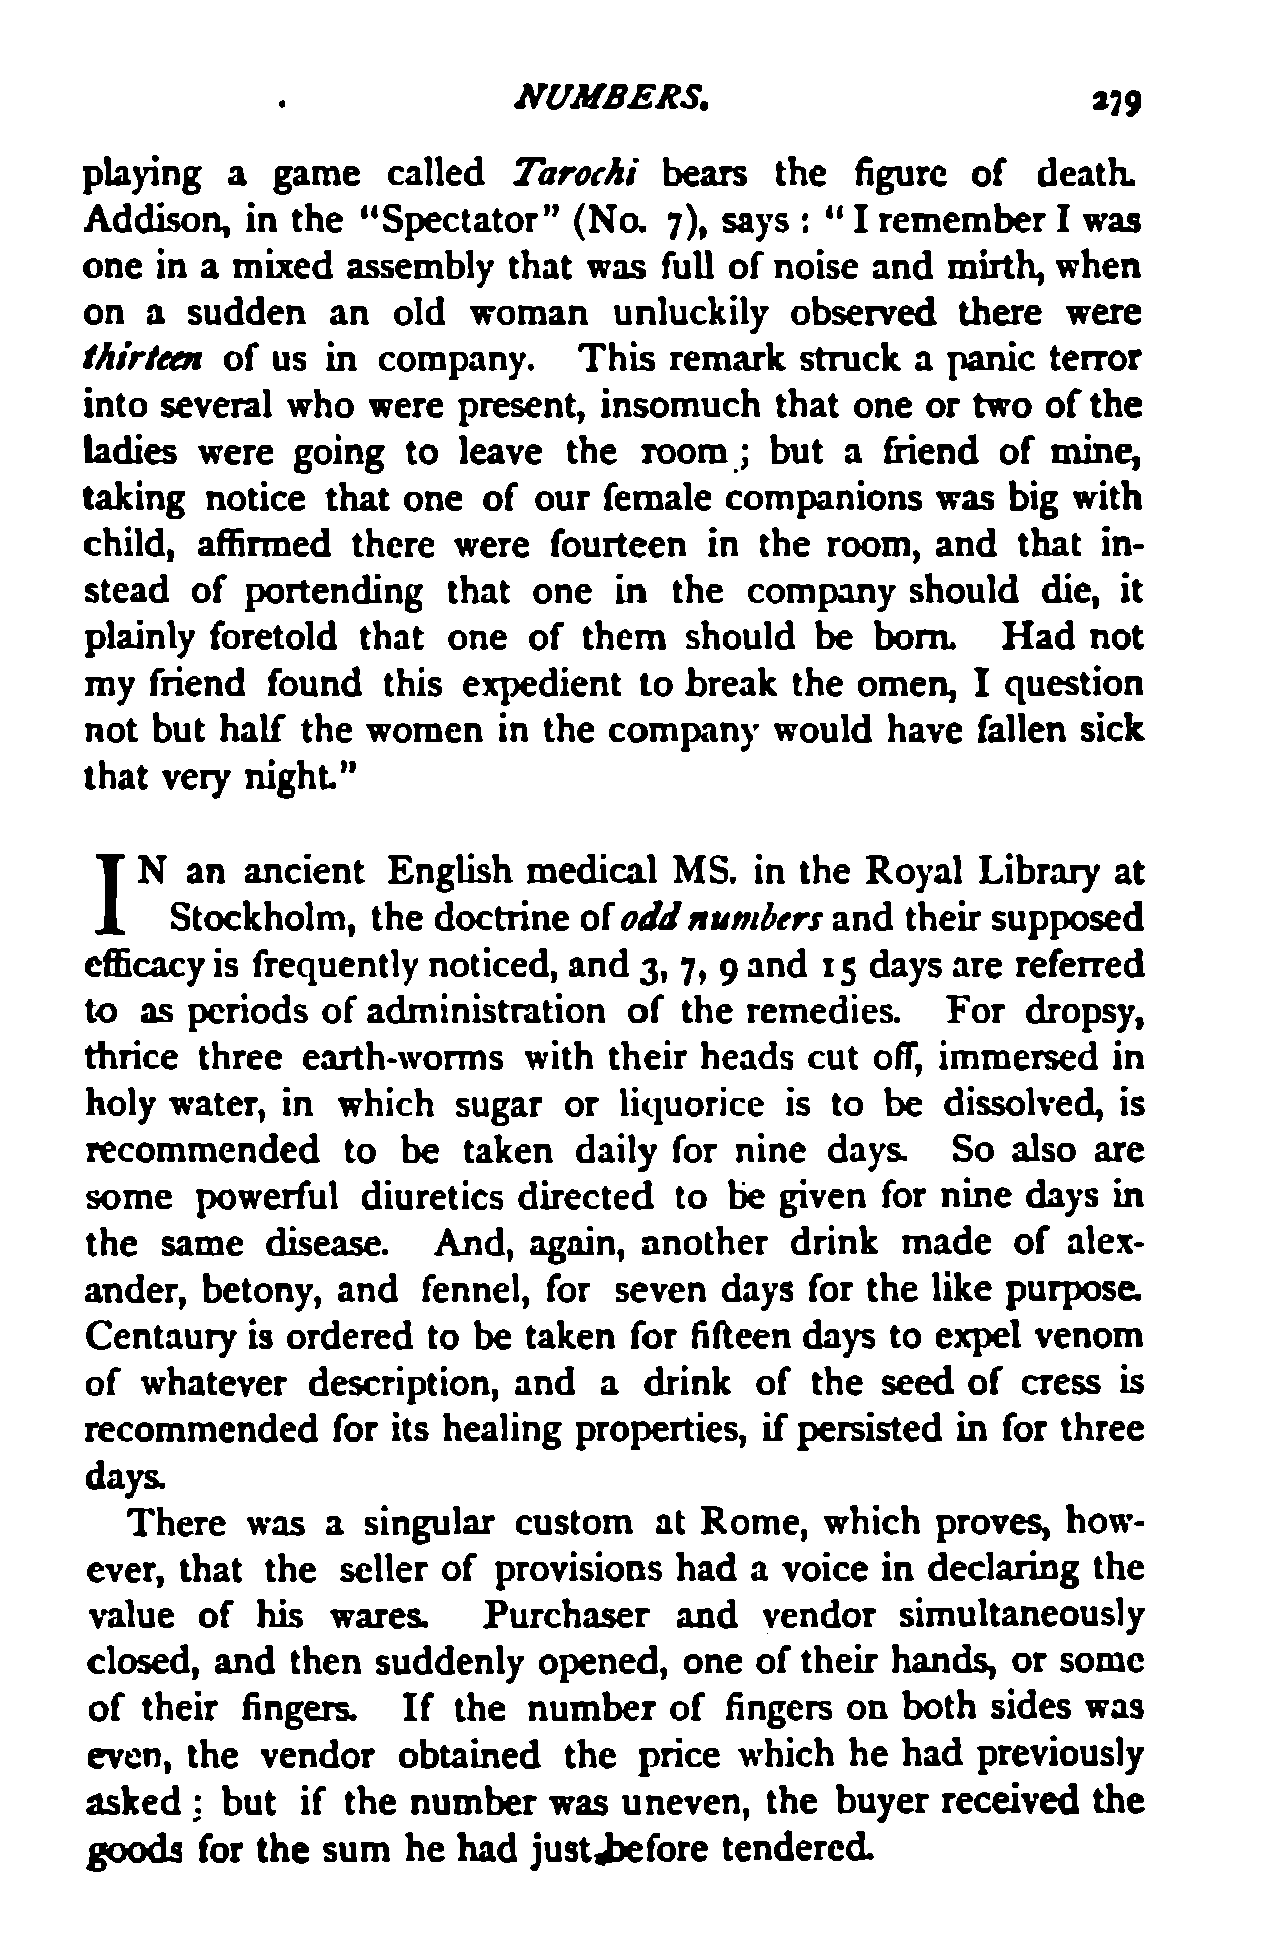 NUMBERS. 279
playing a game called Tarochi bears the figure of death.
Addison, in the "Spectator" (No. 7), says : " I remember I was
one in a mixed assembly that was full of noise and mirth, when
on a sudden an old woman unluckily observed there were
thirteen of us in company. This remark struck a panic terror
into several who were present, insomuch that one or two of the
ladies were going to leave the room ; but a friend of mine,
taking notice that one of our female companions was big with
child, affirmed there were fourteen in the room, and that in-
stead of portending that one in the company should die, it
plainly foretold that one of them should be born. Had not
my friend found this expedient to break the omen, I question
not but half the women in the company would have fallen sick
that very night."
IN an ancient English medical MS. in the Royal Library at
Stockholm, the doctrine of odd numbers and their supposed
efficacy is frequently noticed, and 3, 7, 9 and 15 days are referred
to as periods of administration of the remedies. For dropsy,
thrice three earth-worms with their heads cut off, immersed in
holy water, in which sugar or liquorice is to be dissolved, is
recommended to be taken daily for nine days. So also are
some powerful diuretics directed to be given for nine days in
the same disease. And, again, another drink made of alex-
ander, betony, and fennel, for seven days for the like purpose.
Centaury is ordered to be taken for fifteen days to expel venom
of whatever description, and a drink of the seed of cress is
recommended for its healing properties, if persisted in for three
days.
There was a singular custom at Rome, which proves, how-
ever, that the seller of provisions had a voice in declaring the
value of his wares. Purchaser and vendor simultaneously
closed, and then suddenly opened, one of their hands, or some
of their fingers. If the number of fingers on both sides was
even, the vendor obtained the price which he had previously
asked ; but if the number was uneven, the buyer received the
goods for the sum he had just before tendered.